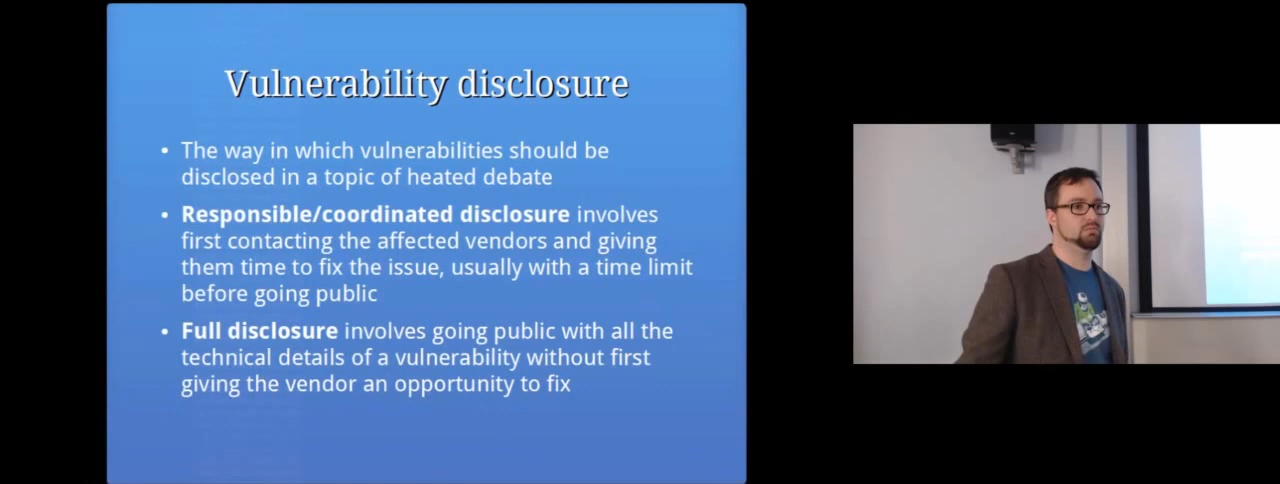 Vulnerability disclosure
• The way in which vulnerabilities should be
disclosed in a topic of heated debate
• Responsible/coordinated disclosure involves
first contacting the affected vendors and giving
them time to fix the issue, usually with a time limit
before going public
• Full disclosure involves going public with all the
technical details of a vulnerability without first
giving the vendor an opportunity to fix